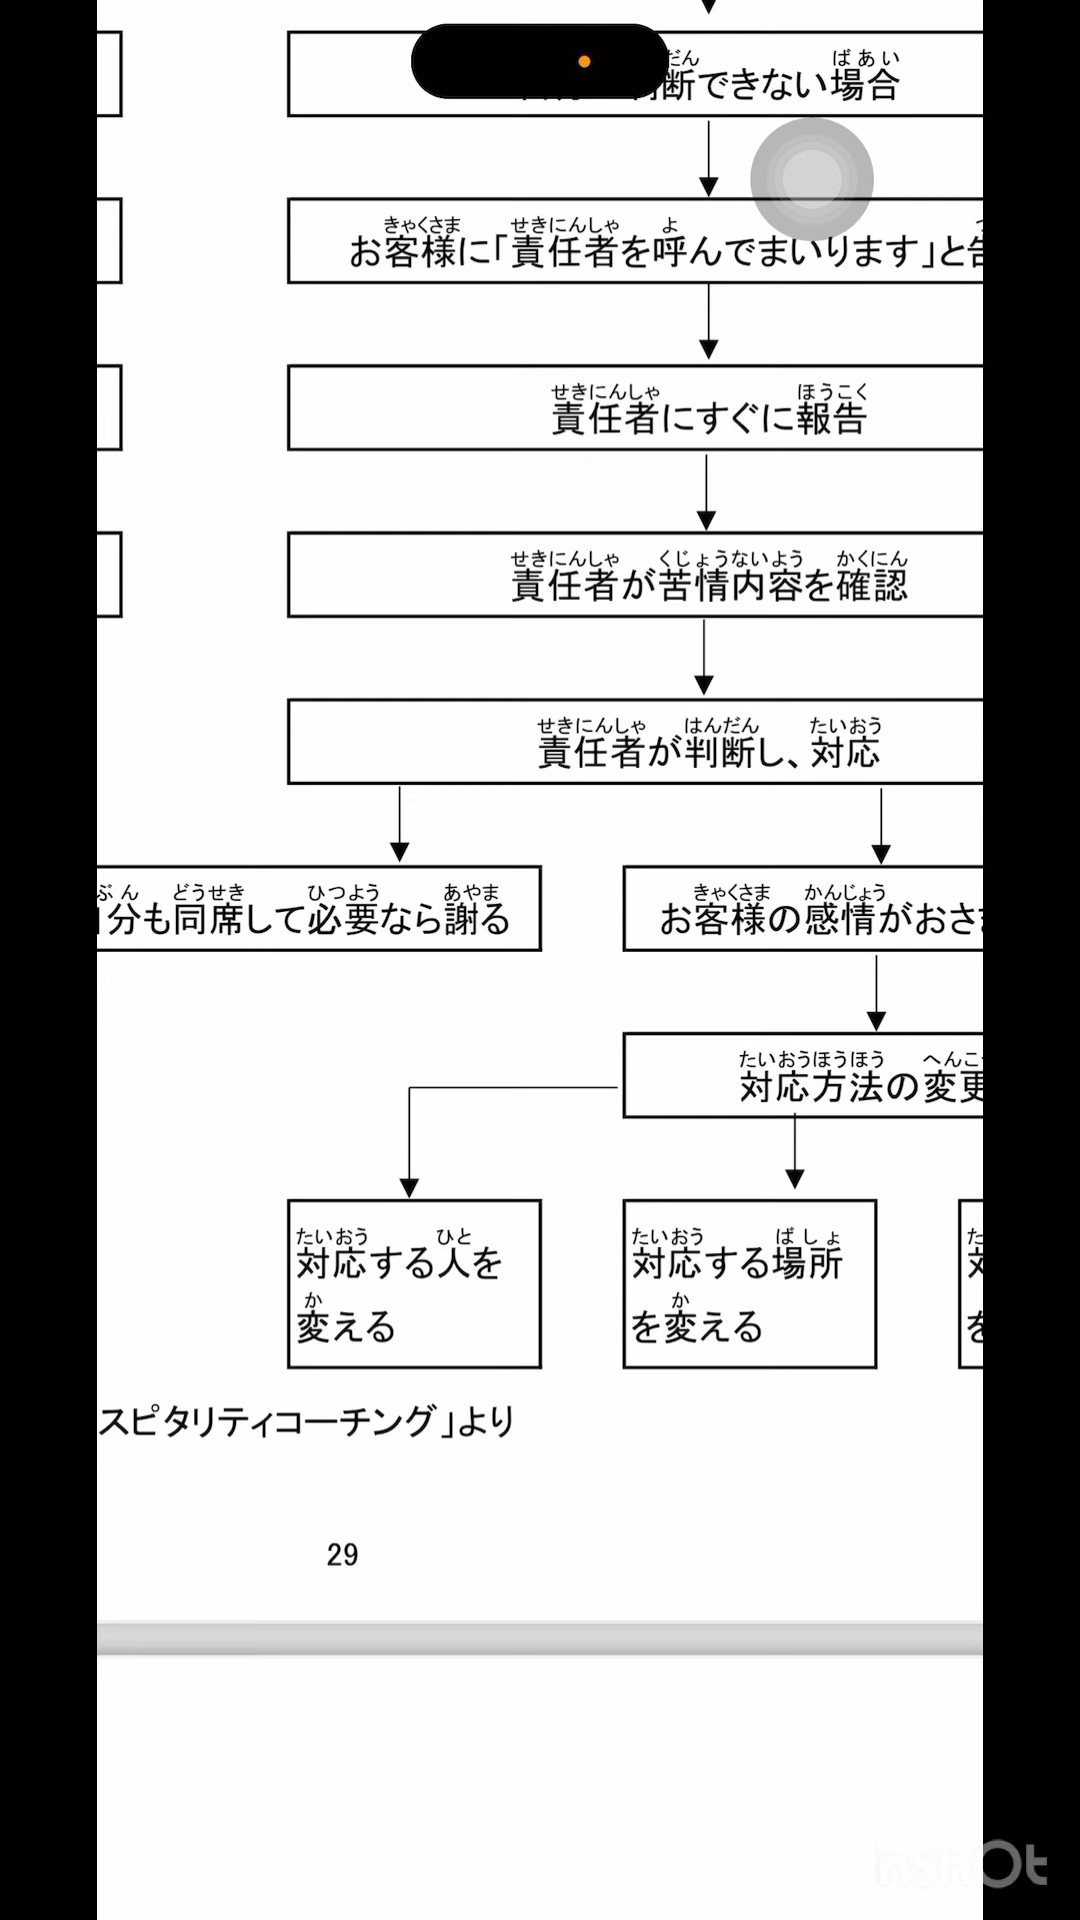 断できない場合
お客様に「責任者を呼んでまいります」と告
責任者にすぐに報告
責任者が苦情内容を確認
責任者が判断し、対応
分も同席して必要なら謝る
お客様の感情がおさ
対応方法の変更
対応する人を
変える
対応する場所
を変える
を
スピタリティコーチング」より
29
InShOt